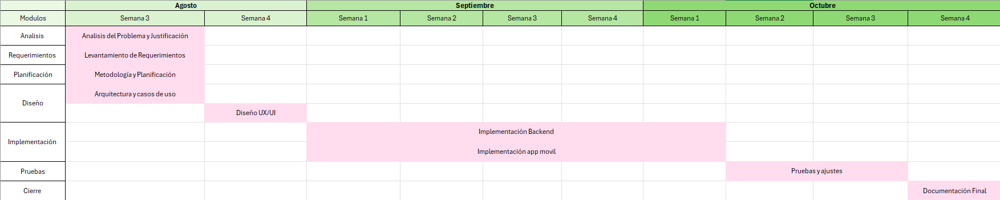 Agosto Septiembre Octubre
Modulos Semana 3 Semana 4 Semana 1 Semana 2 Semana 3 Semana 4 Semana 1 Semana 2 Semana 3 Semana 4
Analisis Analisis del Problema y Justificación
Requerimientos Levantamiento de Requerimientos
Planificación Metodología y Planificación
Arquitectura y casos de uso
Diseño
Diseño UX/UI
Implementación Backend
Implementación
Implementación app movil
Pruebas Pruebas y ajustes
Cierre Documentación Final